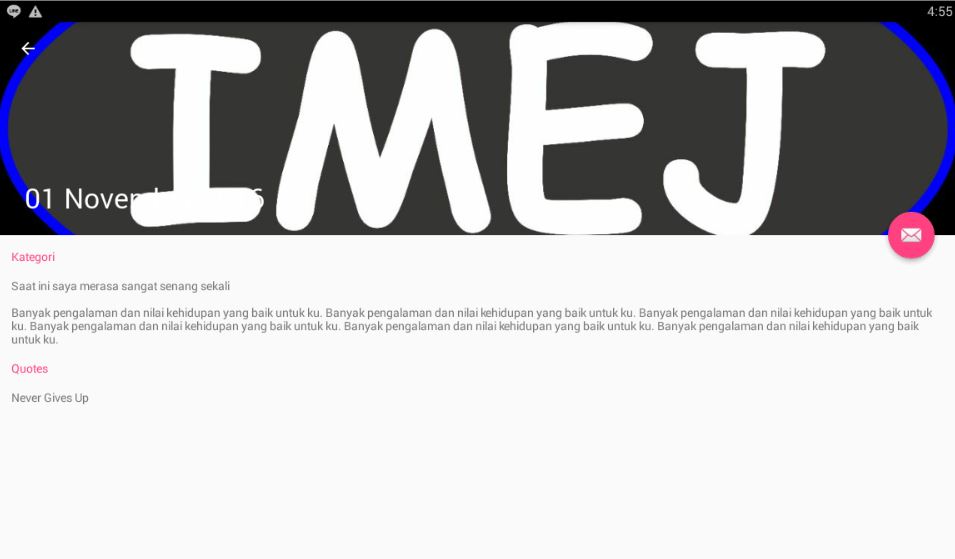 LINE
4:55
IMEJ
01 November 2016
Kategori
Saat ini saya merasa sangat senang sekali
Banyak pengalaman dan nilai kehidupan yang baik untuk ku. Banyak pengalaman dan nilai kehidupan yang baik untuk ku. Banyak pengalaman dan nilai kehidupan yang baik untuk
ku. Banyak pengalaman dan nilai kehidupan yang baik untuk ku. Banyak pengalaman dan nilai kehidupan yang baik untuk ku. Banyak pengalaman dan nilai kehidupan yang baik
untuk ku.
Quotes
Never Gives Up